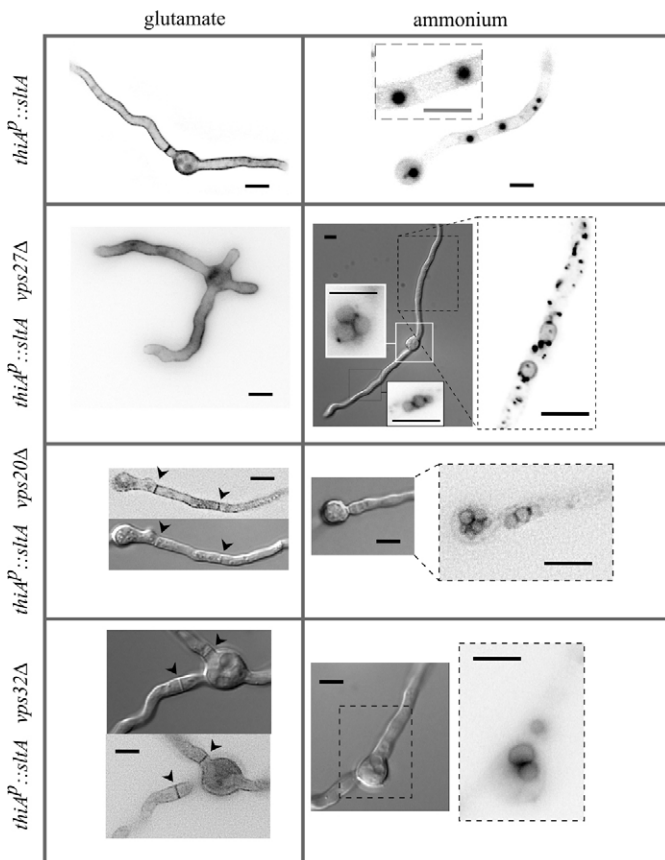 glutamate
ammonium
thiAᵖ::sltA
thiAᵖ::sltA vps27Δ
thiAᵖ::sltA vps20Δ
thiAᵖ::sltA vps32Δ